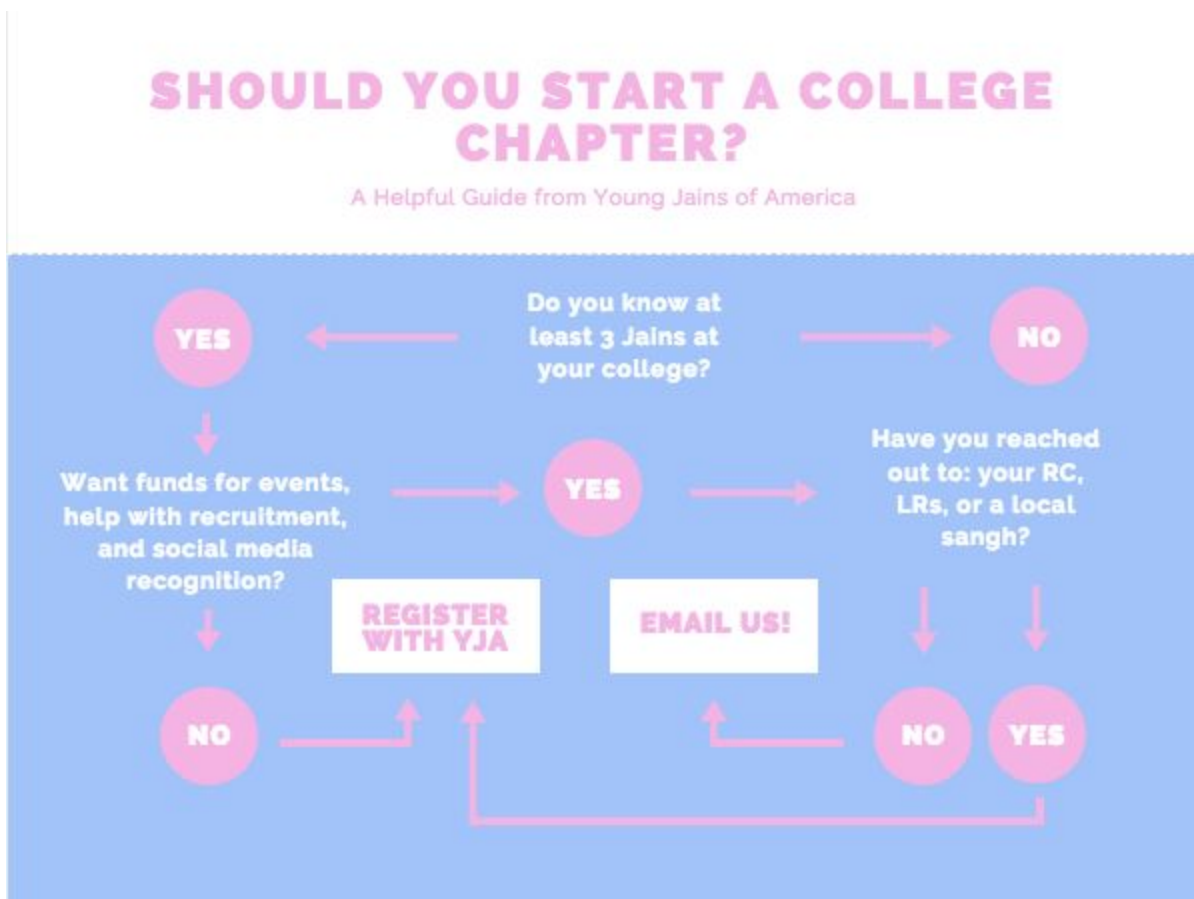 SHOULD YOU START A COLLEGE
CHAPTER?
A Helpful Guide from Young Jains of America
YES
Do you know at
least 3 Jains at
your college?
NO
Want funds for events,
help with recruitment,
and social media
recognition?
YES
Have you reached
out to: your RC,
LRs, or a local
sangh?
REGISTER
WITH YJA
EMAIL US!
NO
NO
YES